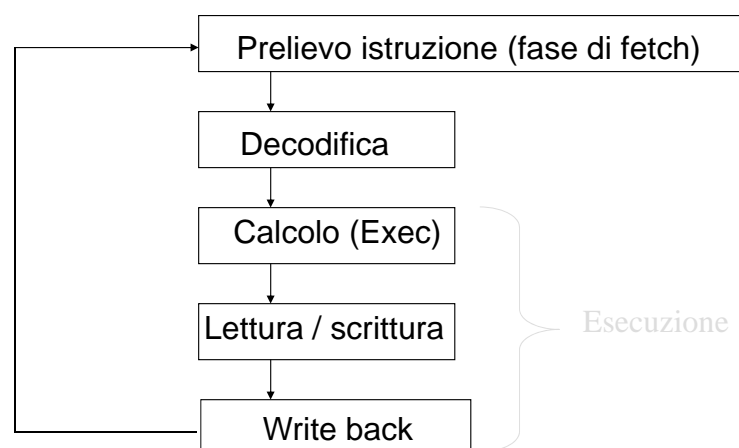 Prelievo istruzione (fase di fetch)
Decodifica
Calcolo (Exec)
Lettura / scrittura
Esecuzione
Write back